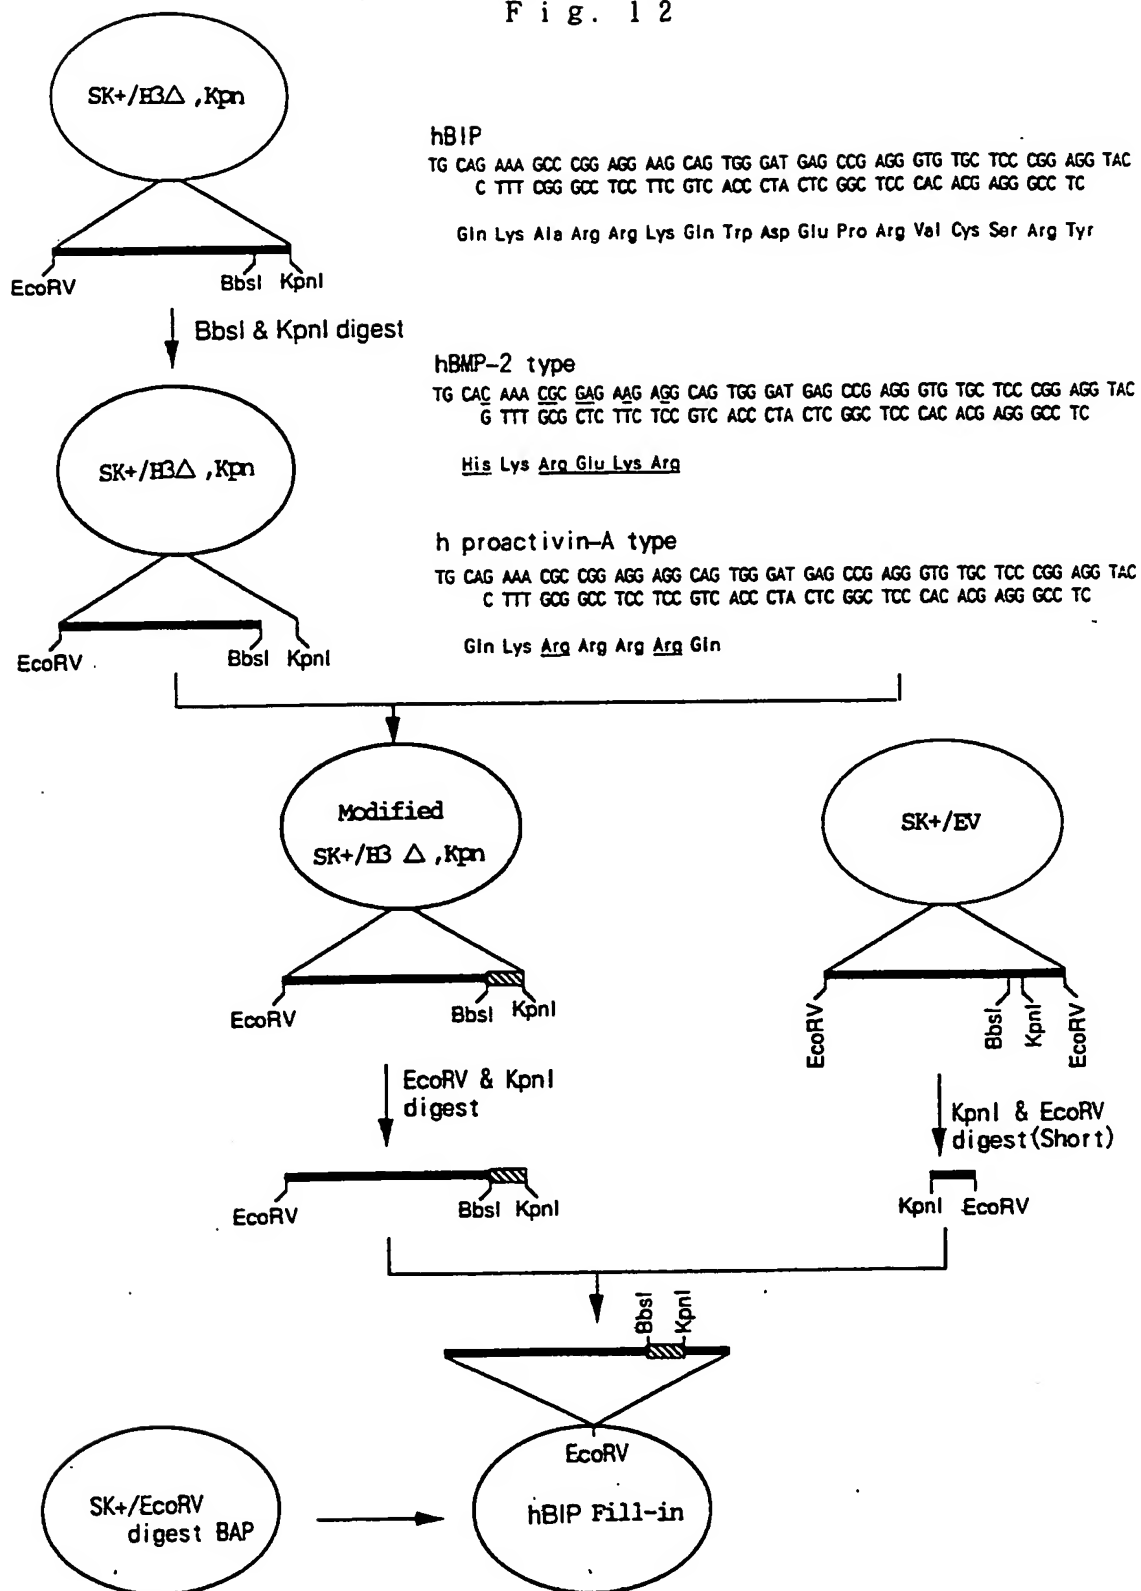 Fig. 12
SK+/H3△ ,Kpn
EcoRV
BbsI KpnI
BbsI & KpnI digest
hBIP
TG CAG AAA GCC CGG AGG AAG CAG TGG GAT GAG CCG AGG GTG TGC TCC CGG AGG TAC
C TTT CGG GCC TCC TTC GTC ACC CTA CTC GGC TCC CAC ACG AGG GCC TC
Gln Lys Ala Arg Arg Lys Gln Trp Asp Glu Pro Arg Val Cys Ser Arg Tyr
SK+/H3△ ,Kpn
EcoRV
BbsI KpnI
hBMP-2 type
TG CAC AAA CGC GAG AAG AGG CAG TGG GAT GAG CCG AGG GTG TGC TCC CGG AGG TAC
G TTT GCG CTC TTC TCC GTC ACC CTA CTC GGC TCC CAC ACG AGG GCC TC
His Lys Arg Glu Lys Arg
h proactivin-A type
TG CAG AAA CGC CGG AGG AGG CAG TGG GAT GAG CCG AGG GTG TGC TCC CGG AGG TAC
C TTT GCG GCC TCC TCC GTC ACC CTA CTC GGC TCC CAC ACG AGG GCC TC
Gln Lys Arg Arg Arg Arg Gln
Modified
SK+/H3 △ ,Kpn
EcoRV
BbsI KpnI
SK+/EV
EcoRV
BbsI
KpnI
EcoRV
EcoRV & KpnI
digest
KpnI & EcoRV
digest(Short)
EcoRV
BbsI KpnI
KpnI EcoRV
BbsI
KpnI
EcoRV
SK+/EcoRV
digest BAP
hBIP Fill-in